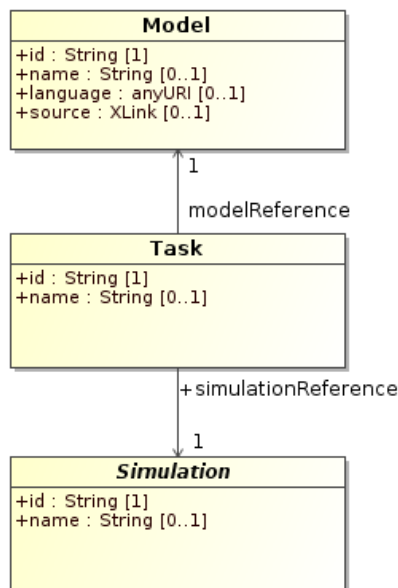 Model
+id : String [1]
+name : String [0..1]
+language : anyURI [0..1]
+source : XLink [0..1]
1
modelReference
Task
+id : String [1]
+name : String [0..1]
+simulationReference
1
Simulation
+id : String [1]
+name : String [0..1]